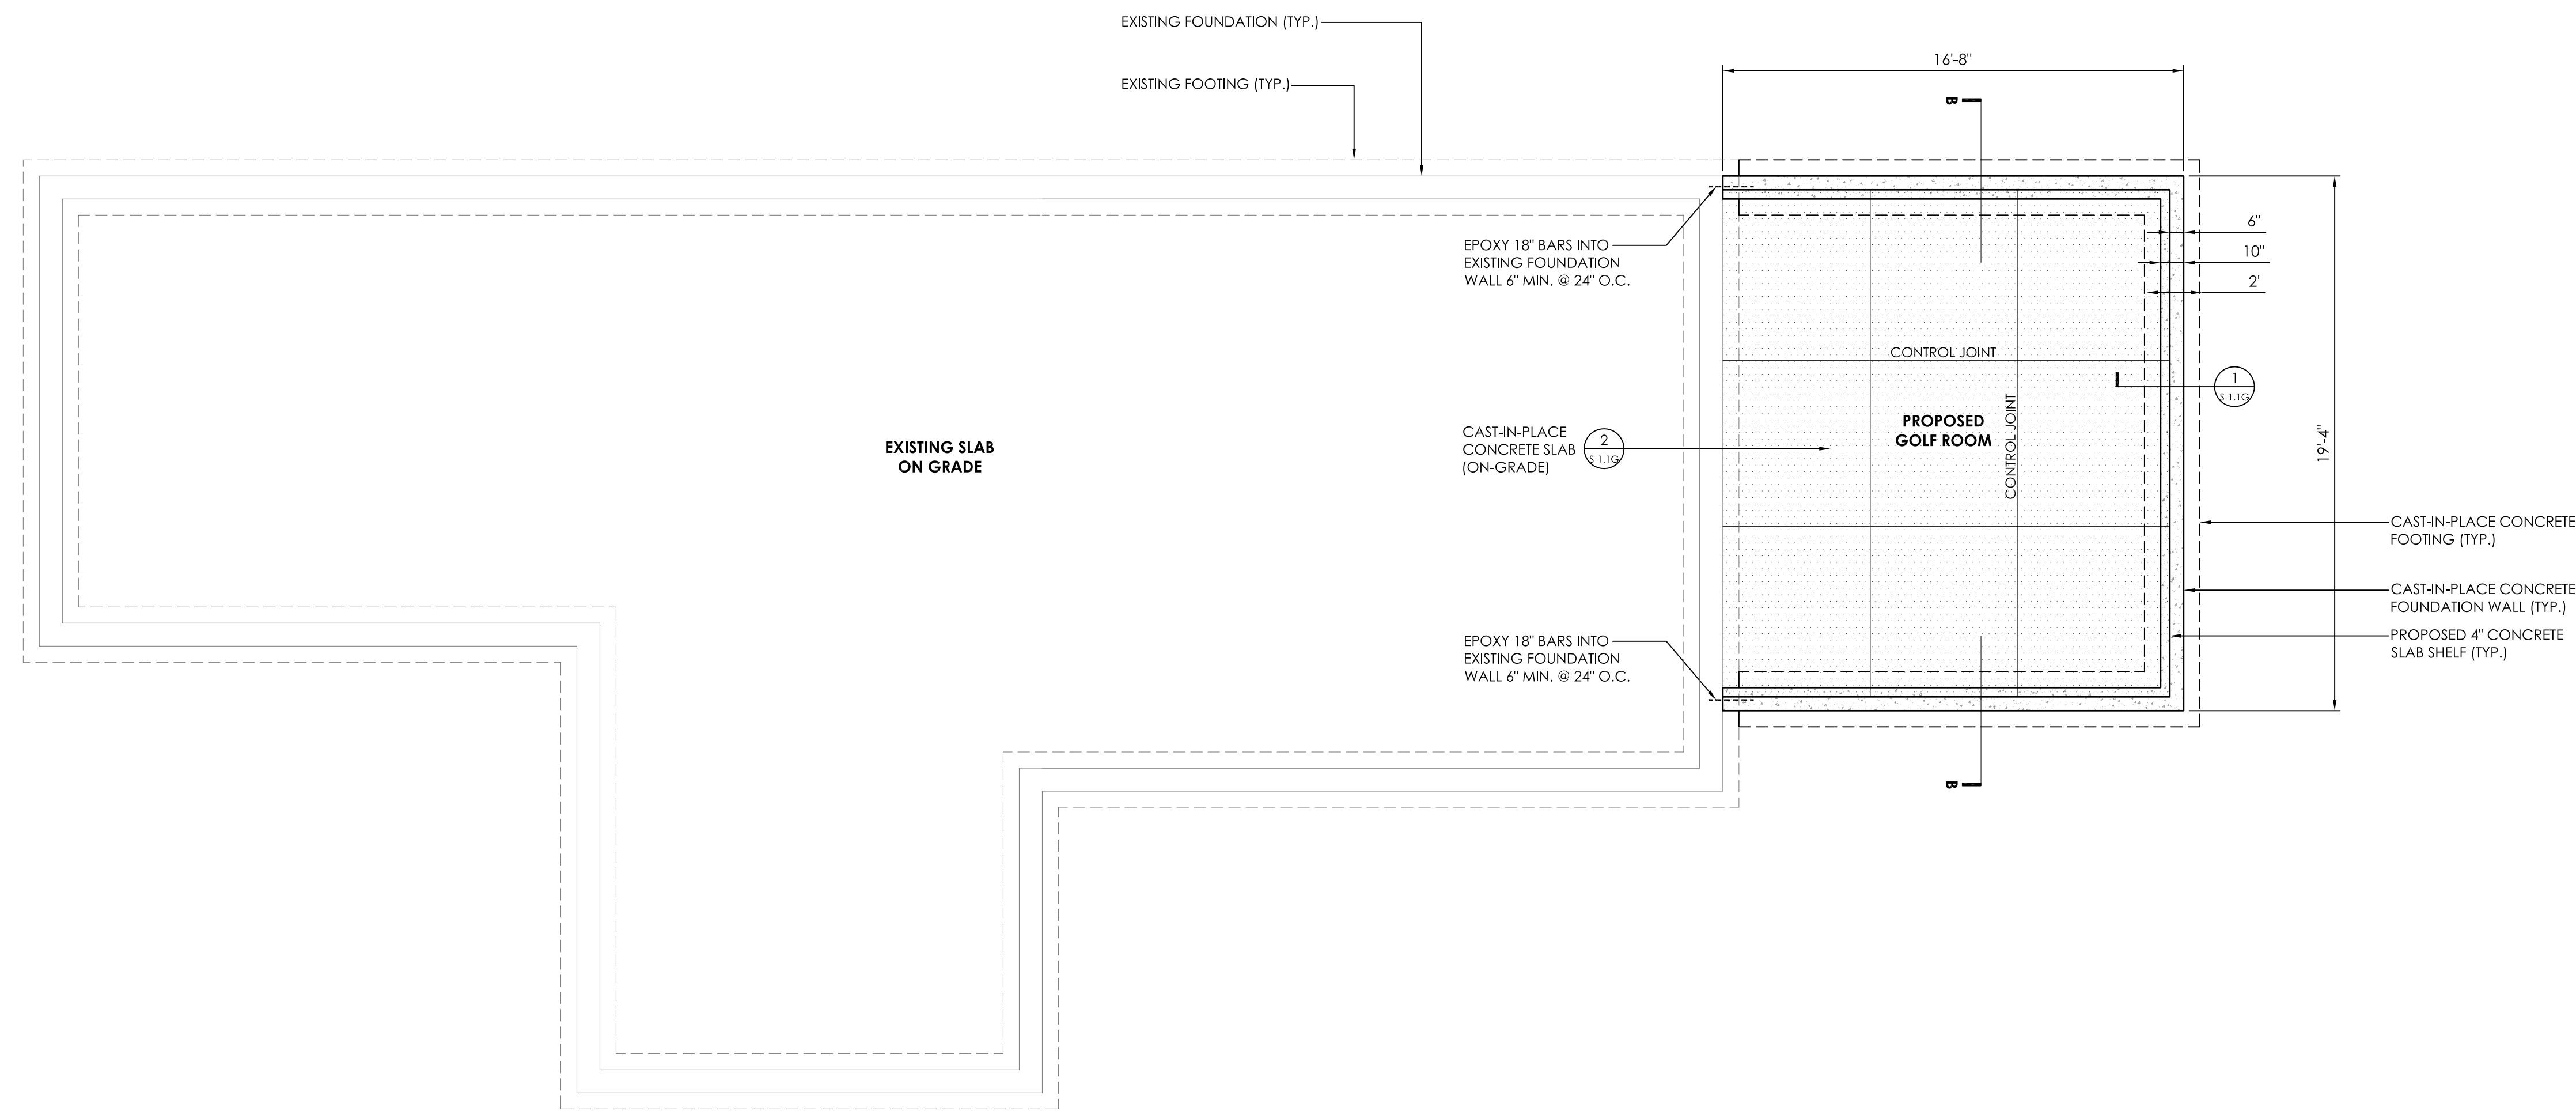 EXISTING FOUNDATION (TYP.)
EXISTING FOOTING (TYP.)
16'-8"
B
6"
10"
2'
EPOXY 18" BARS INTO
EXISTING FOUNDATION
WALL 6" MIN. @ 24" O.C.
CONTROL JOINT
1
S-1.1G
CONTROL JOINT
PROPOSED
GOLF ROOM
19'-4"
EXISTING SLAB
ON GRADE
CAST-IN-PLACE
CONCRETE SLAB
(ON-GRADE)
2
S-1.1G
CAST-IN-PLACE CONCRETE
FOOTING (TYP.)
CAST-IN-PLACE CONCRETE
FOUNDATION WALL (TYP.)
PROPOSED 4" CONCRETE
SLAB SHELF (TYP.)
EPOXY 18" BARS INTO
EXISTING FOUNDATION
WALL 6" MIN. @ 24" O.C.
B